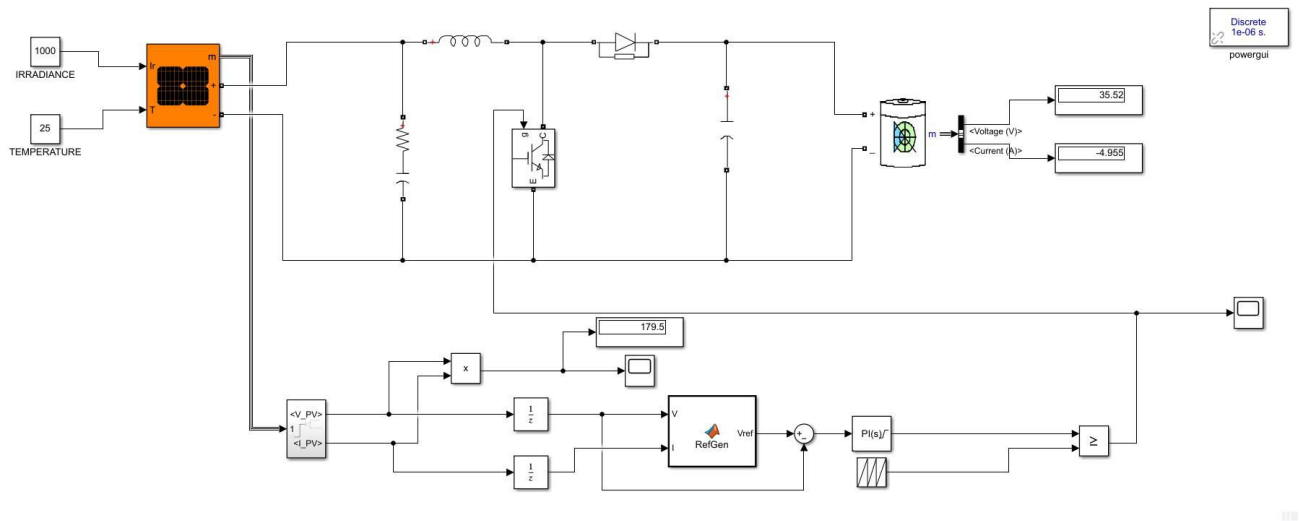 Discrete
1e-06 s.
powergui
1000
IRRADIANCE
25
TEMPERATURE
Ir
T
m
+
-
+
g
C
E
+
+
_
m
<Voltage (V)>
<Current (A)>
35.52
-4.955
179.5
x
1
<V_PV>
<I_PV>
1
z
1
z
V
I
RefGen
Vref
+
-
PI(s)
≥